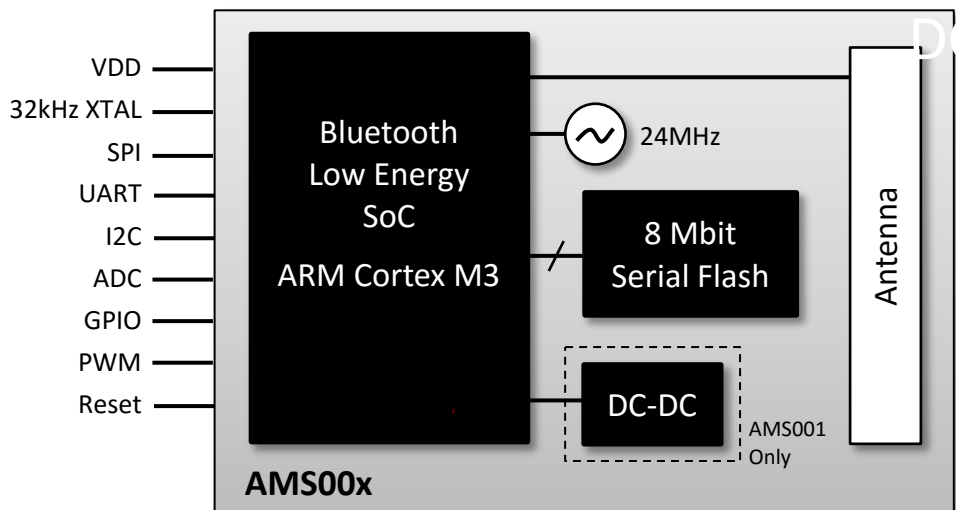 VDD
32kHz XTAL
SPI
UART
I2C
ADC
GPIO
PWM
Reset
Bluetooth
Low Energy
SoC
ARM Cortex M3
24MHz
8 Mbit
Serial Flash
DC-DC
AMS001
Only
Antenna
AMS00x